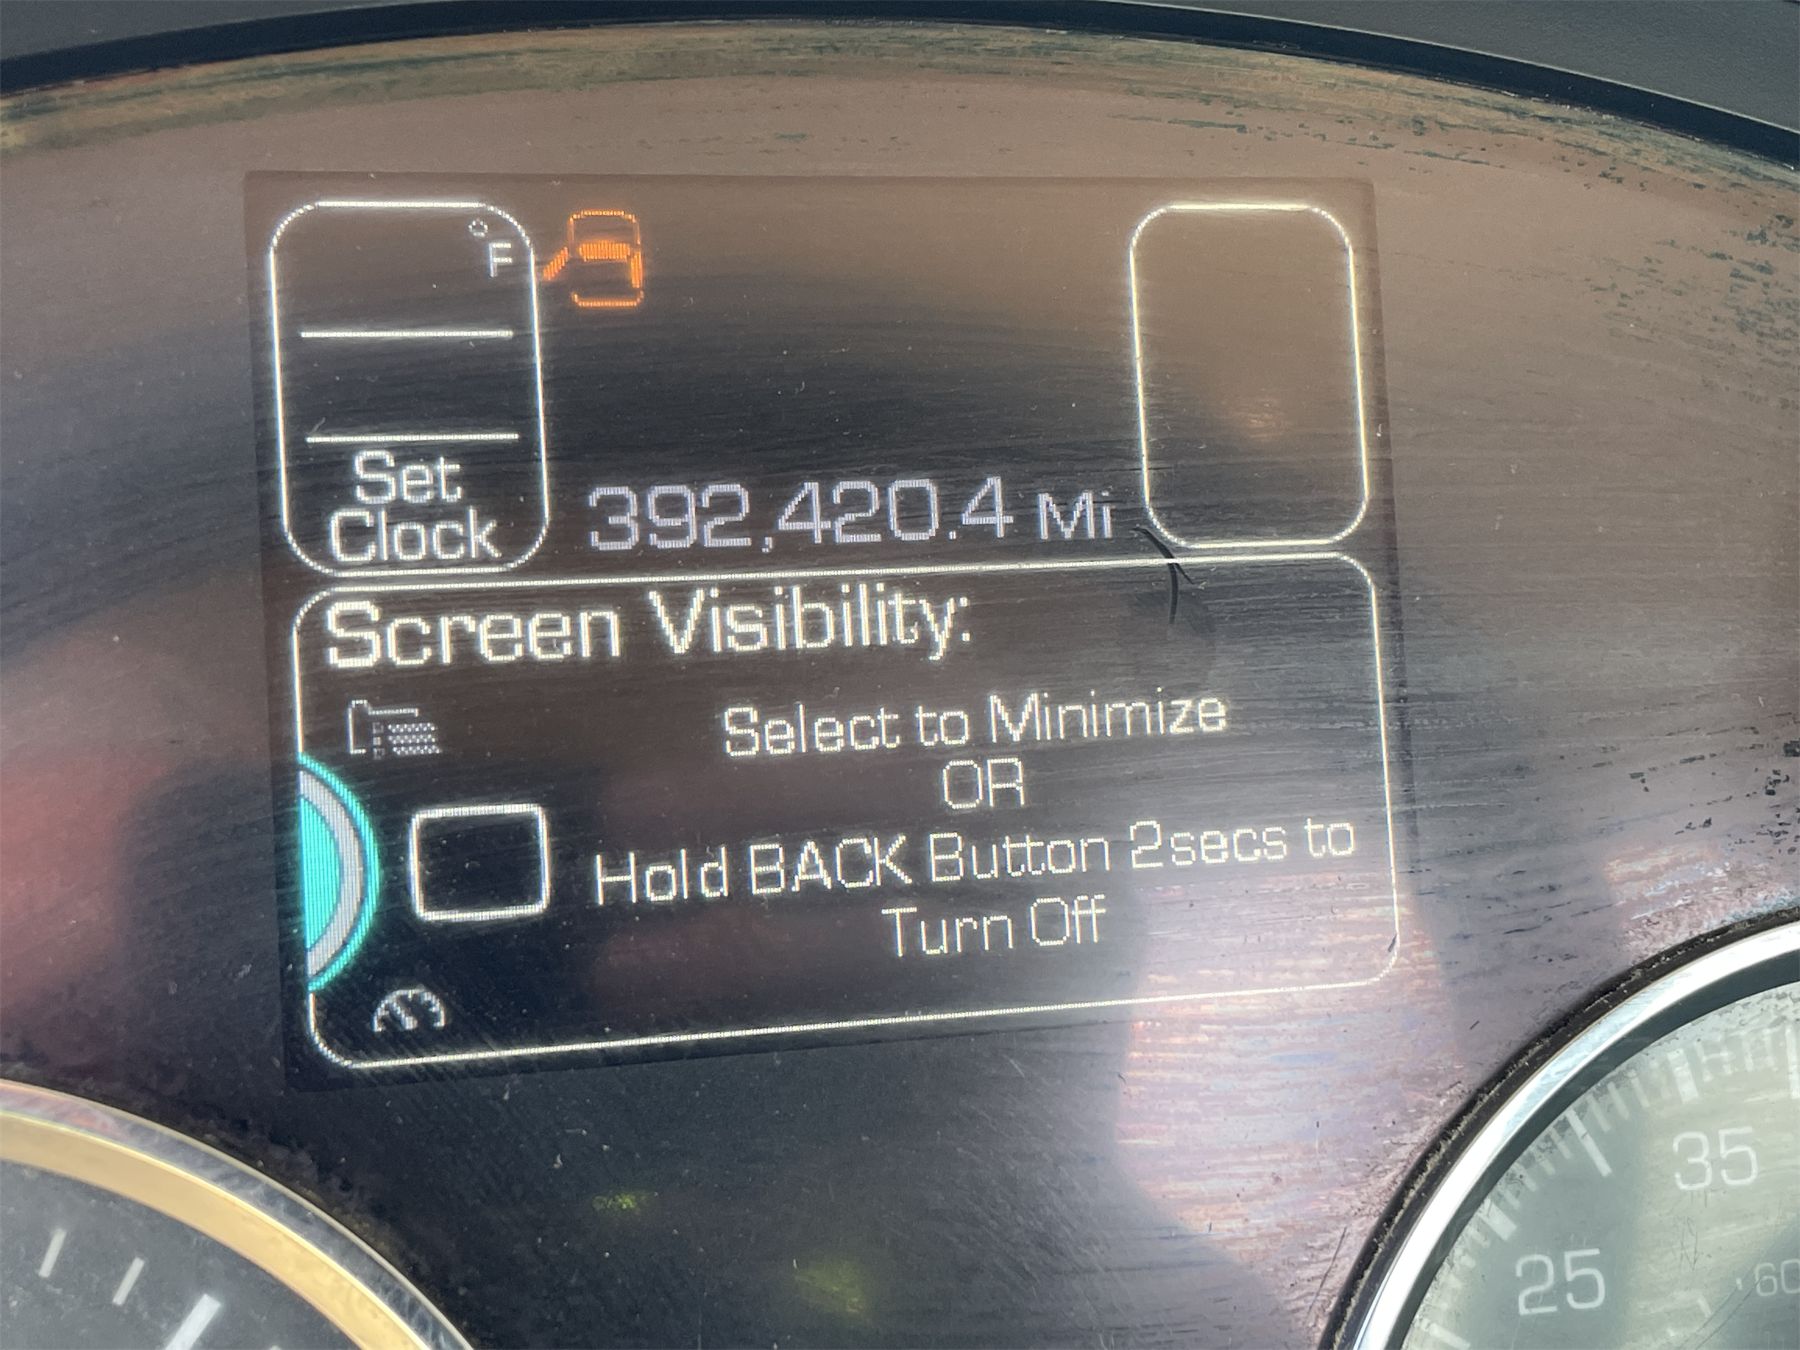 °F
Set
Clock
392,420.4 Mi
Screen Visibility:
Select to Minimize
OR
Hold BACK Button 2secs to
Turn Off
35
25
60